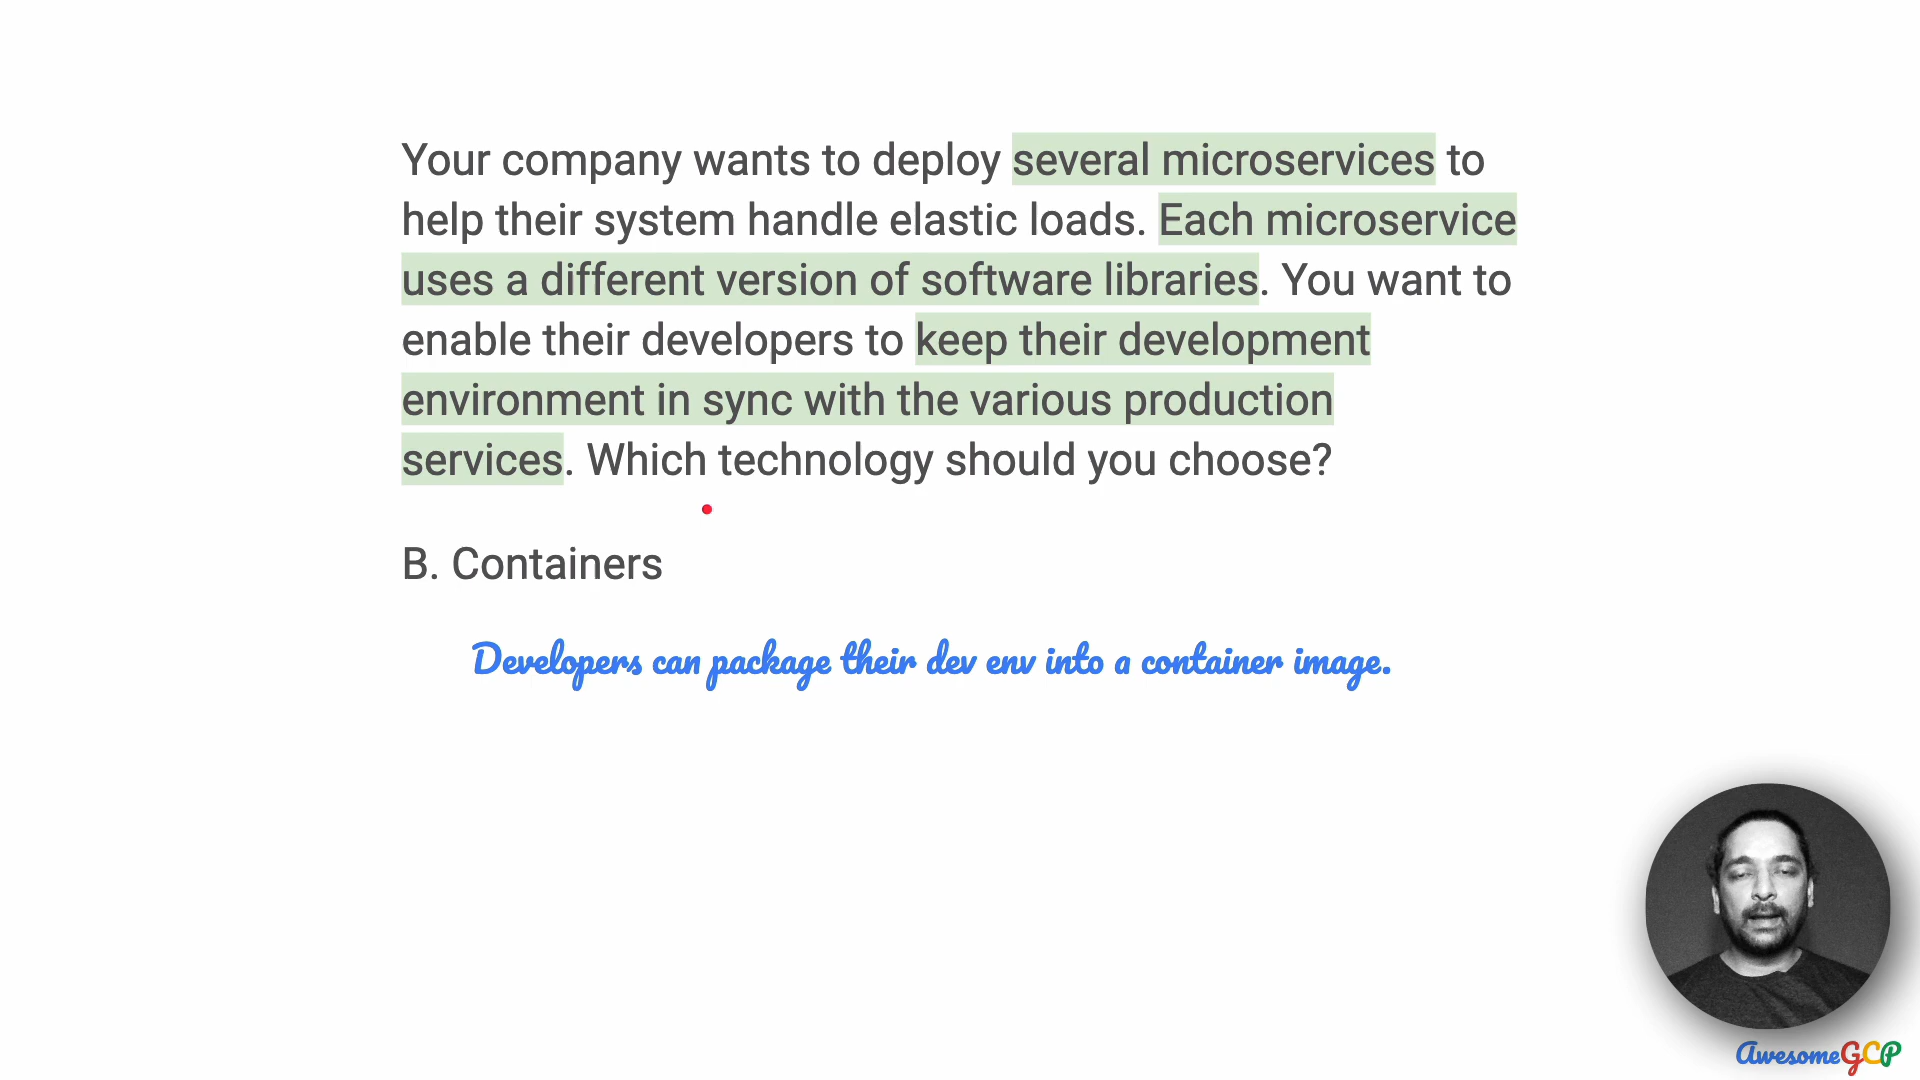 Your company wants to deploy several microservices to
help their system handle elastic loads. Each microservice
uses a different version of software libraries. You want to
enable their developers to keep their development
environment in sync with the various production
services. Which technology should you choose?
B. Containers
Developers can package their dev env into a container image.
AwesomeGCP